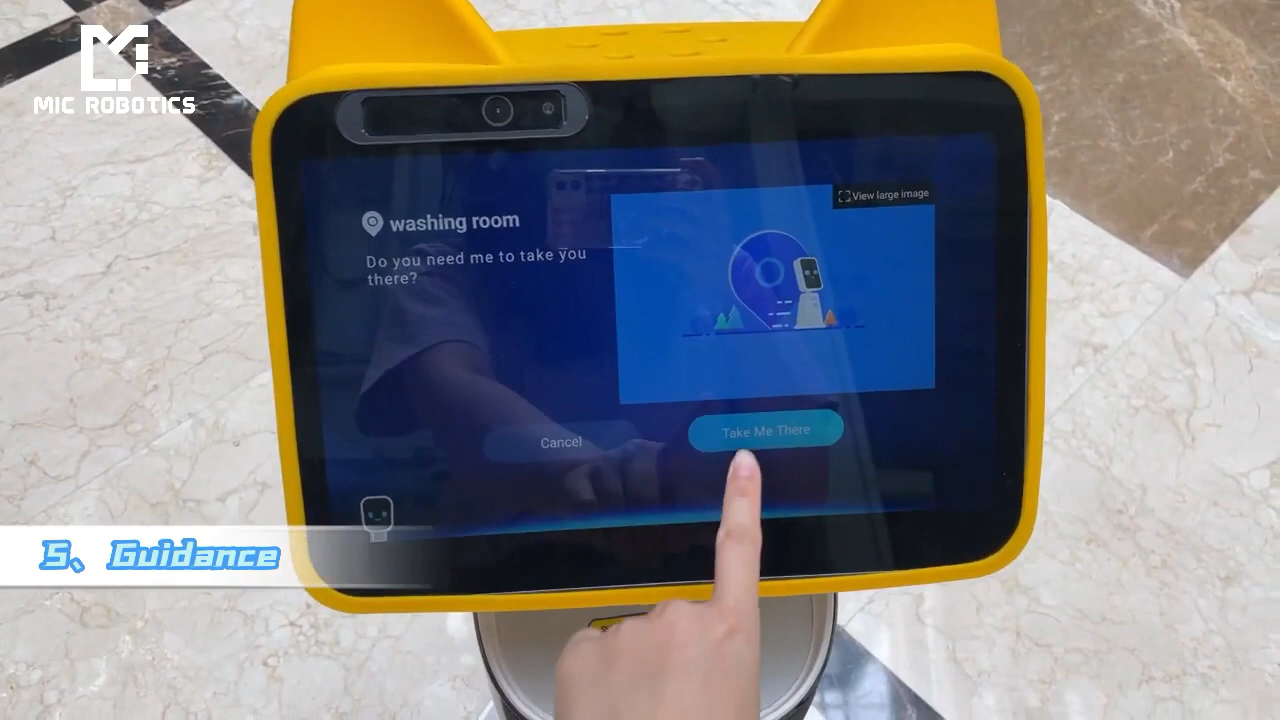 MIC ROBOTICS
View large image
washing room
Do you need me to take you
there?
Cancel
Take Me There
5、Guidance